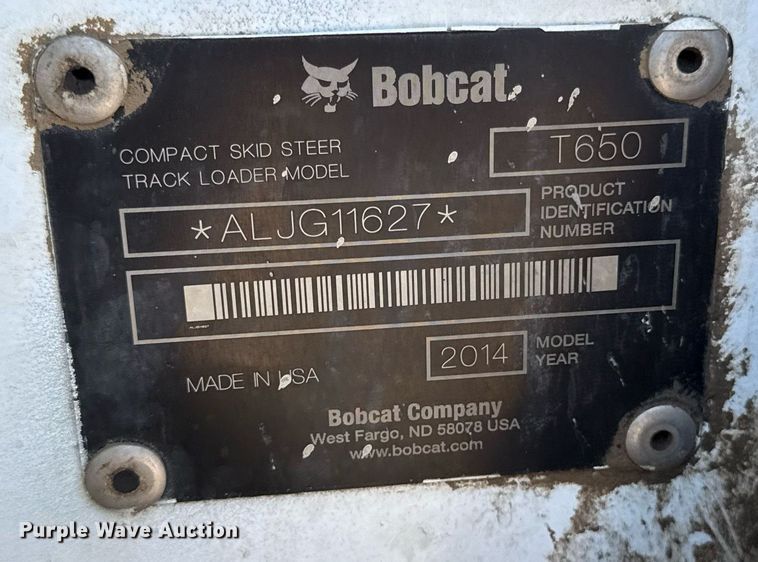 Bobcat
COMPACT SKID STEER
TRACK LOADER MODEL
T650
*ALJG11627*
PRODUCT
IDENTIFICATION
NUMBER
2014
MODEL
YEAR
MADE IN USA
Bobcat Company
West Fargo, ND 58078 USA
www.bobcat.com
Purple Wave Auction